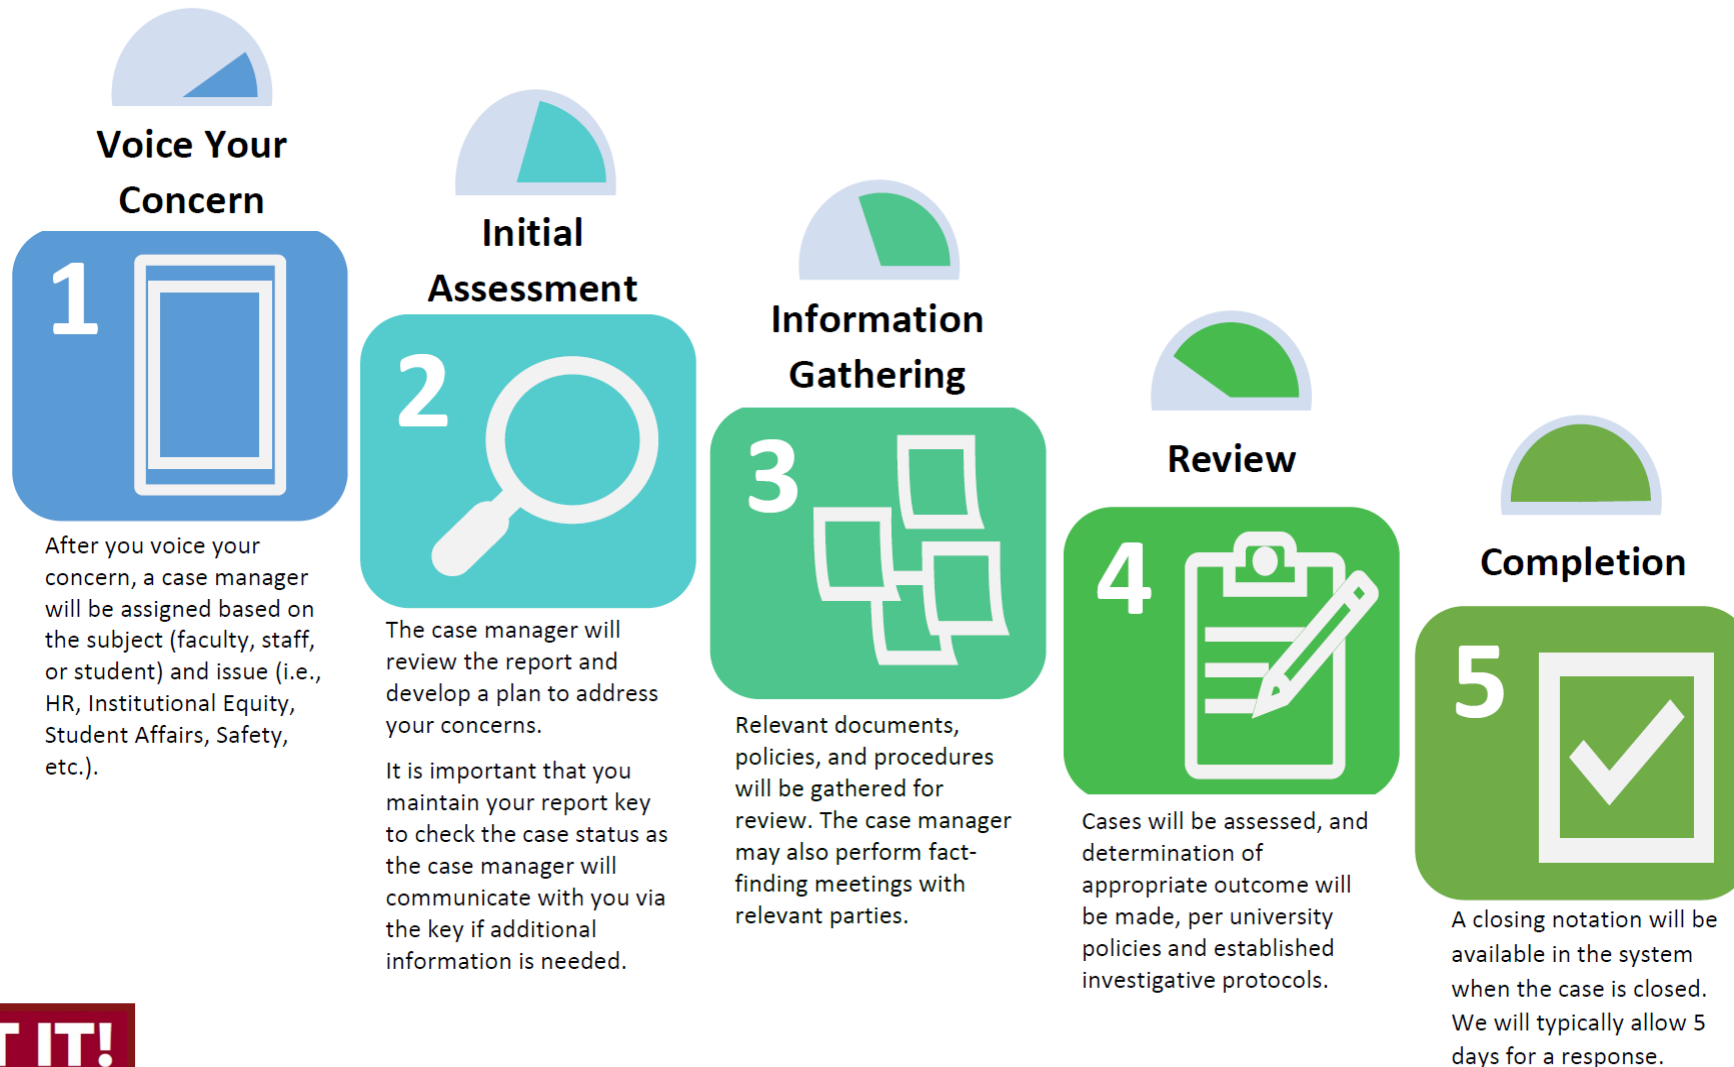 Voice Your
Concern
1
After you voice your
concern, a case manager
will be assigned based on
the subject (faculty, staff,
or student) and issue (i.e.,
HR, Institutional Equity,
Student Affairs, Safety,
etc.).
Initial
Assessment
2
The case manager will
review the report and
develop a plan to address
your concerns.
It is important that you
maintain your report key
to check the case status as
the case manager will
communicate with you via
the key if additional
information is needed.
Information
Gathering
3
Relevant documents,
policies, and procedures
will be gathered for
review. The case manager
may also perform fact-
finding meetings with
relevant parties.
Review
4
Cases will be assessed, and
determination of
appropriate outcome will
be made, per university
policies and established
investigative protocols.
Completion
5
A closing notation will be
available in the system
when the case is closed.
We will typically allow 5
days for a response.
T IT!